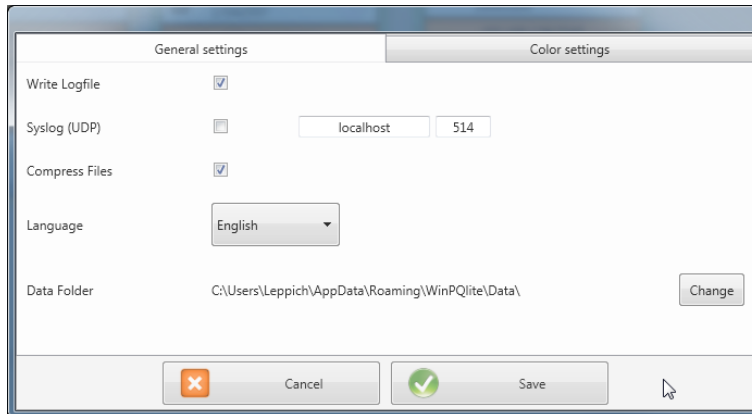 General settings Color settings
Write Logfile
Syslog (UDP) localhost 514
Compress Files
Language English
Data Folder C:\Users\Leppich\AppData\Roaming\WinPQlite\Data\ Change
Cancel Save